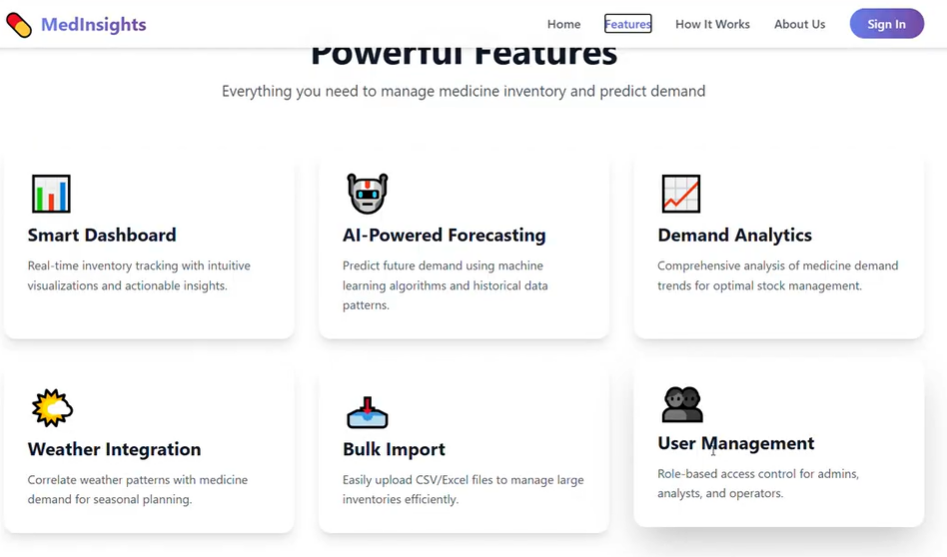 MedInsights
Home
Features
How It Works
About Us
Sign In
Powerful Features
Everything you need to manage medicine inventory and predict demand
Smart Dashboard
Real-time inventory tracking with intuitive
visualizations and actionable insights.
AI-Powered Forecasting
Predict future demand using machine
learning algorithms and historical data
patterns.
Demand Analytics
Comprehensive analysis of medicine demand
trends for optimal stock management.
Weather Integration
Correlate weather patterns with medicine
demand for seasonal planning.
Bulk Import
Easily upload CSV/Excel files to manage large
inventories efficiently.
User Management
Role-based access control for admins,
analysts, and operators.